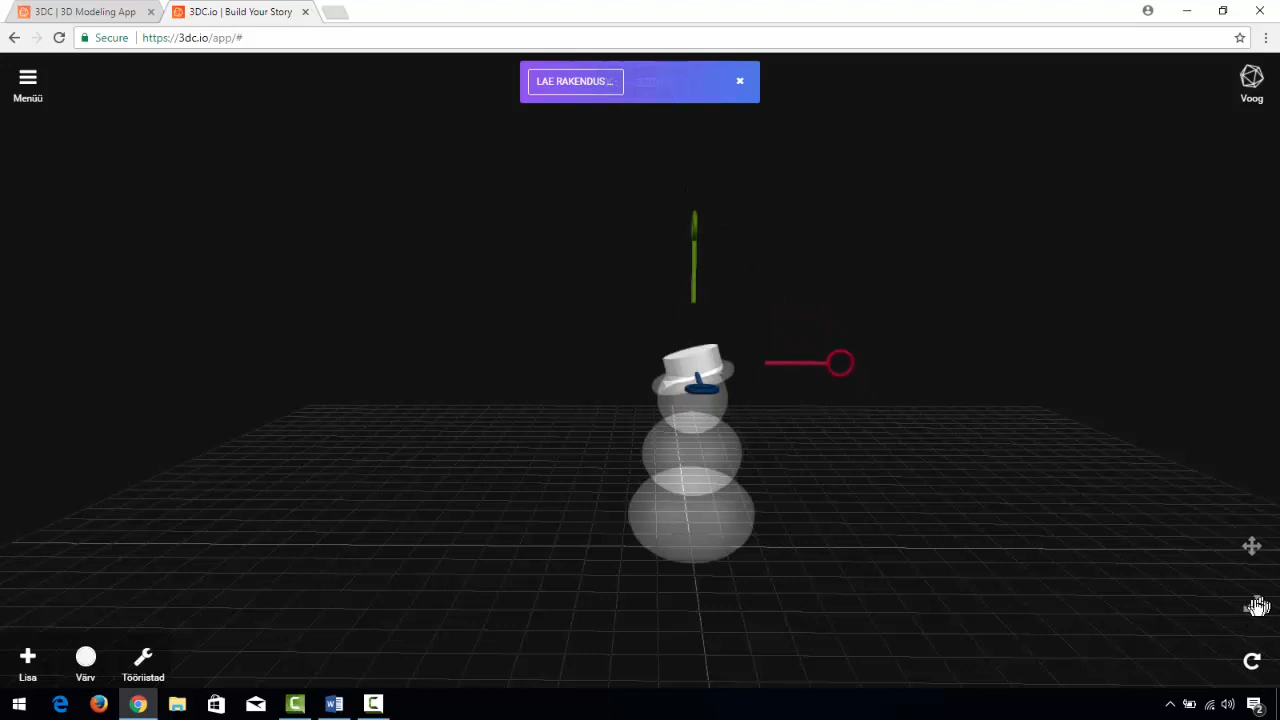 3DC | 3D Modeling App
3DC.io | Build Your Story
Secure
https://3dc.io/app/#
Menüü
LAE RAKENDUS ...
Voog
Lisa
Värv
Tööriistad
2